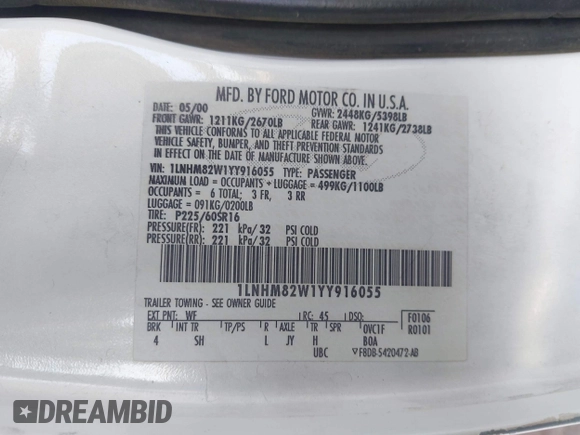 MFD. BY FORD MOTOR CO. IN U.S.A.
DATE: 05/00 GVWR: 2448KG/5398LB
FRONT GAWR: 1211KG/2670LB REAR GAWR: 1241KG/2738LB
THIS VEHICLE CONFORMS TO ALL APPLICABLE FEDERAL MOTOR
VEHICLE SAFETY, BUMPER, AND THEFT PREVENTION STANDARDS
IN EFFECT ON THE DATE OF MANUFACTURE SHOWN ABOVE.
VIN: 1LNHM82W1YY916055 TYPE: PASSENGER
MAXIMUM LOAD = OCCUPANTS + LUGGAGE = 499KG/1100LB
OCCUPANTS = 6 TOTAL; 3 FR, 3 RR
LUGGAGE = 091KG/0200LB
TIRE: P225/60SR16
PRESSURE(FR): 221 kPa/32 PSI COLD
PRESSURE(RR): 221 kPa/32 PSI COLD
1LNHM82W1YY916055
TRAILER TOWING - SEE OWNER GUIDE
EXT PNT: WF RC: 45 DSO: F0106
BRK INT TR TP/PS R AXLE TR SPR OVC1F R0101
4 SH L JY H BOA
UBC F8DB-5420472-AB
DREAMBID